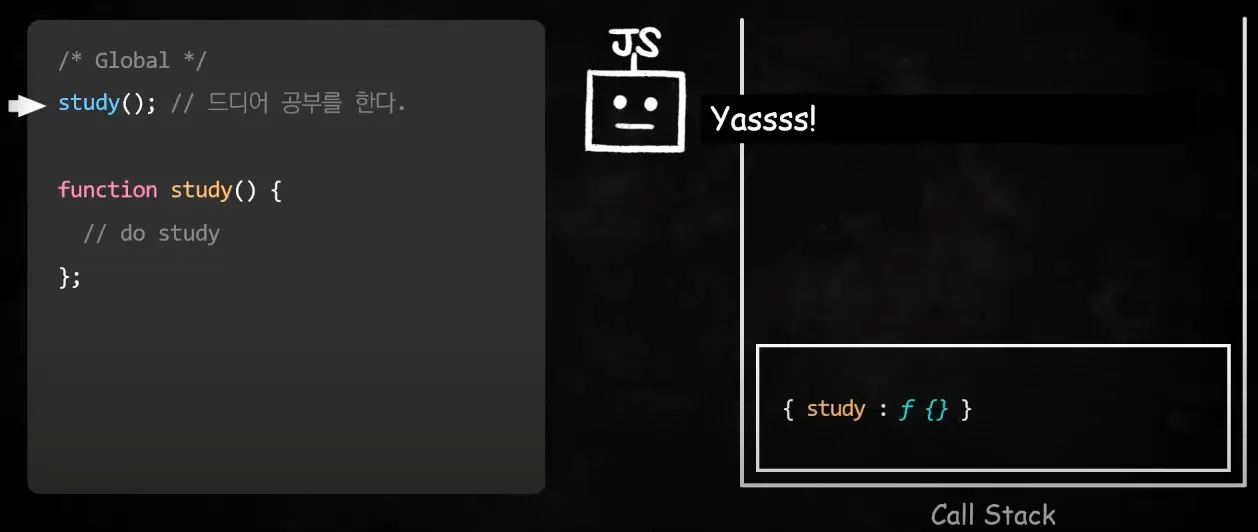 /* Global */
study(); // 드디어 공부를 한다.
function study() {
// do study
};
JS
Yassss!
{ study : ƒ {} }
Call Stack